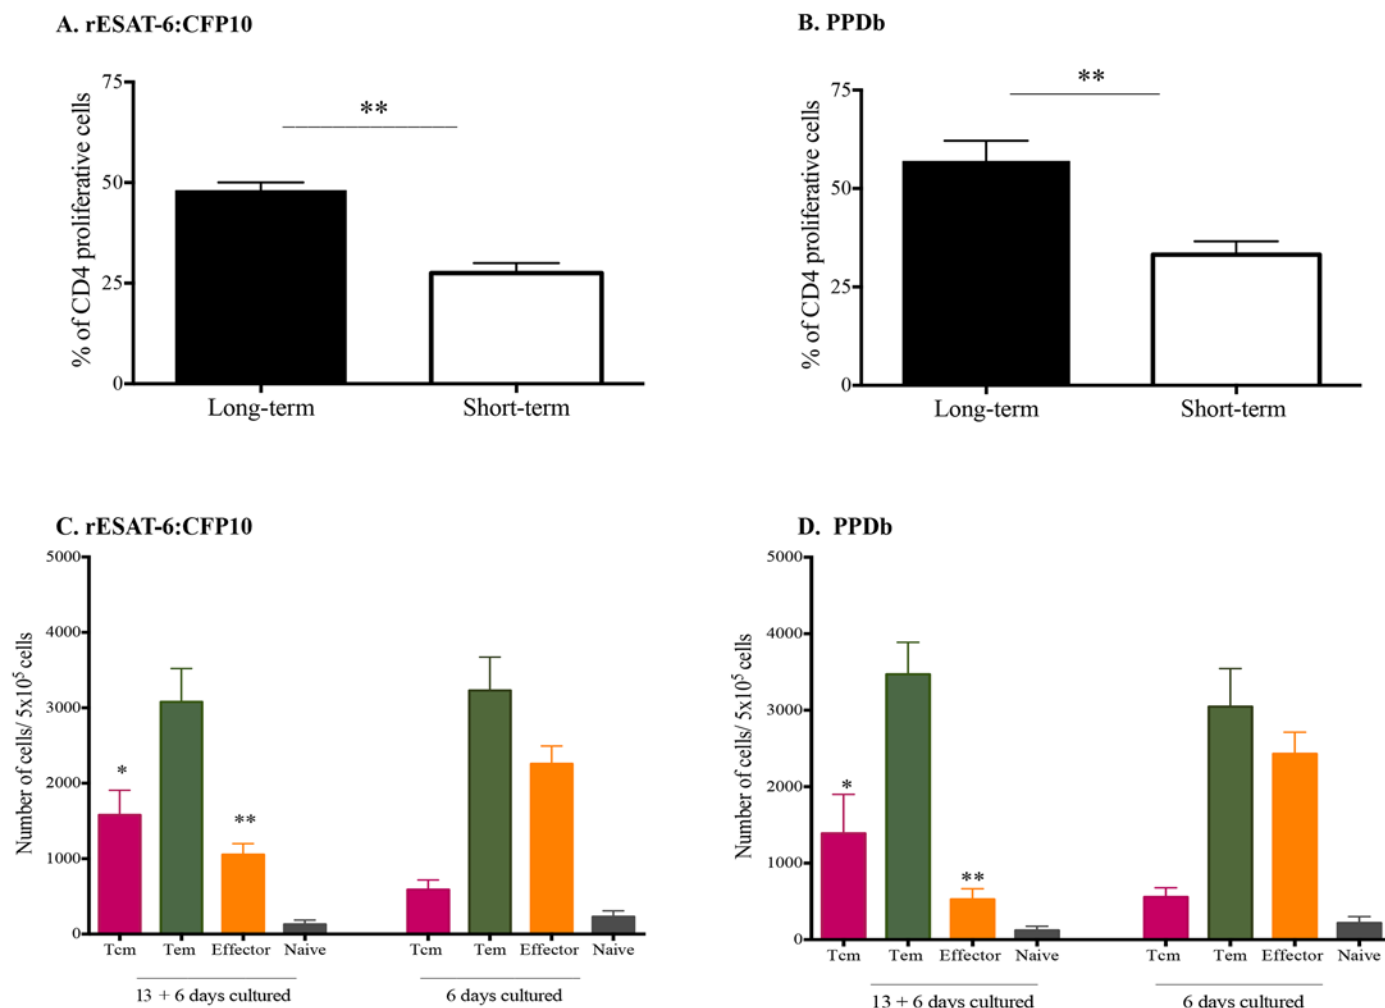 A. rESAT-6:CFP10
% of CD4 proliferative cells
75
50
25
0
**
Long-term
Short-term
B. PPDb
% of CD4 proliferative cells
75
50
25
0
**
Long-term
Short-term
C. rESAT-6:CFP10
Number of cells/ 5x10⁵ cells
5000
4000
3000
2000
1000
0
*
**
Tcm Tem Effector Naive Tcm Tem Effector Naive
13 + 6 days cultured 6 days cultured
D. PPDb
Number of cells/ 5x10⁵ cells
5000
4000
3000
2000
1000
0
*
**
Tcm Tem Effector Naive Tcm Tem Effector Naive
13 + 6 days cultured 6 days cultured